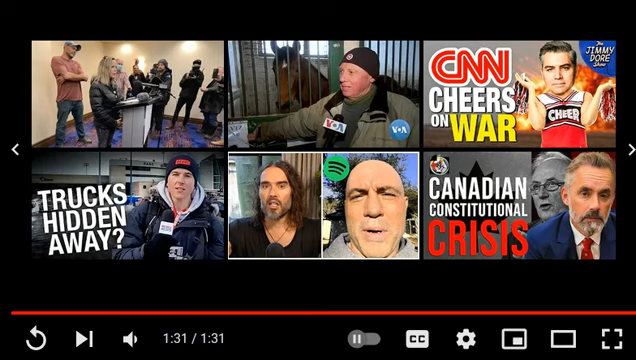 CNN
CHEERS
ON
WAR
The
JIMMY
DORE
Show
CHEER
VOA
VOA
TRUCKS
HIDDEN
AWAY?
CANADIAN
CONSTITUTIONAL
CRISIS
1:31 / 1:31
CC